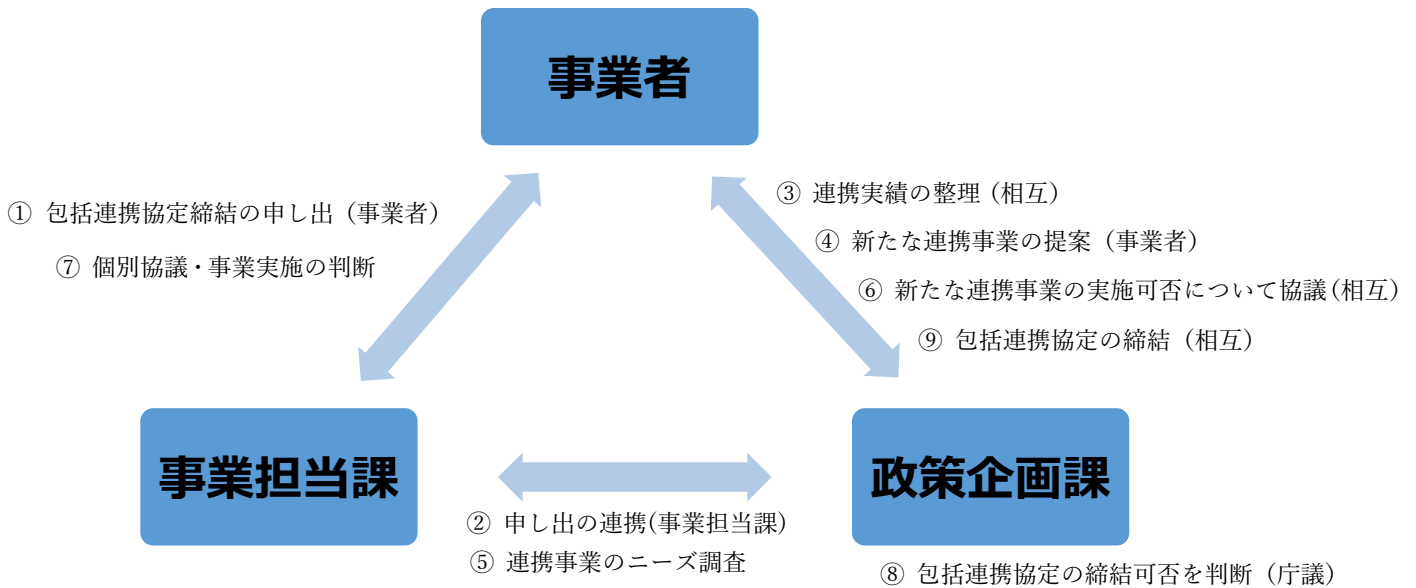 事業者
① 包括連携協定締結の申し出（事業者）
⑦ 個別協議・事業実施の判断
③ 連携実績の整理（相互）
④ 新たな連携事業の提案（事業者）
⑥ 新たな連携事業の実施可否について協議（相互）
⑨ 包括連携協定の締結（相互）
事業担当課
政策企画課
② 申し出の連携(事業担当課)
⑤ 連携事業のニーズ調査
⑧ 包括連携協定の締結可否を判断（庁議）